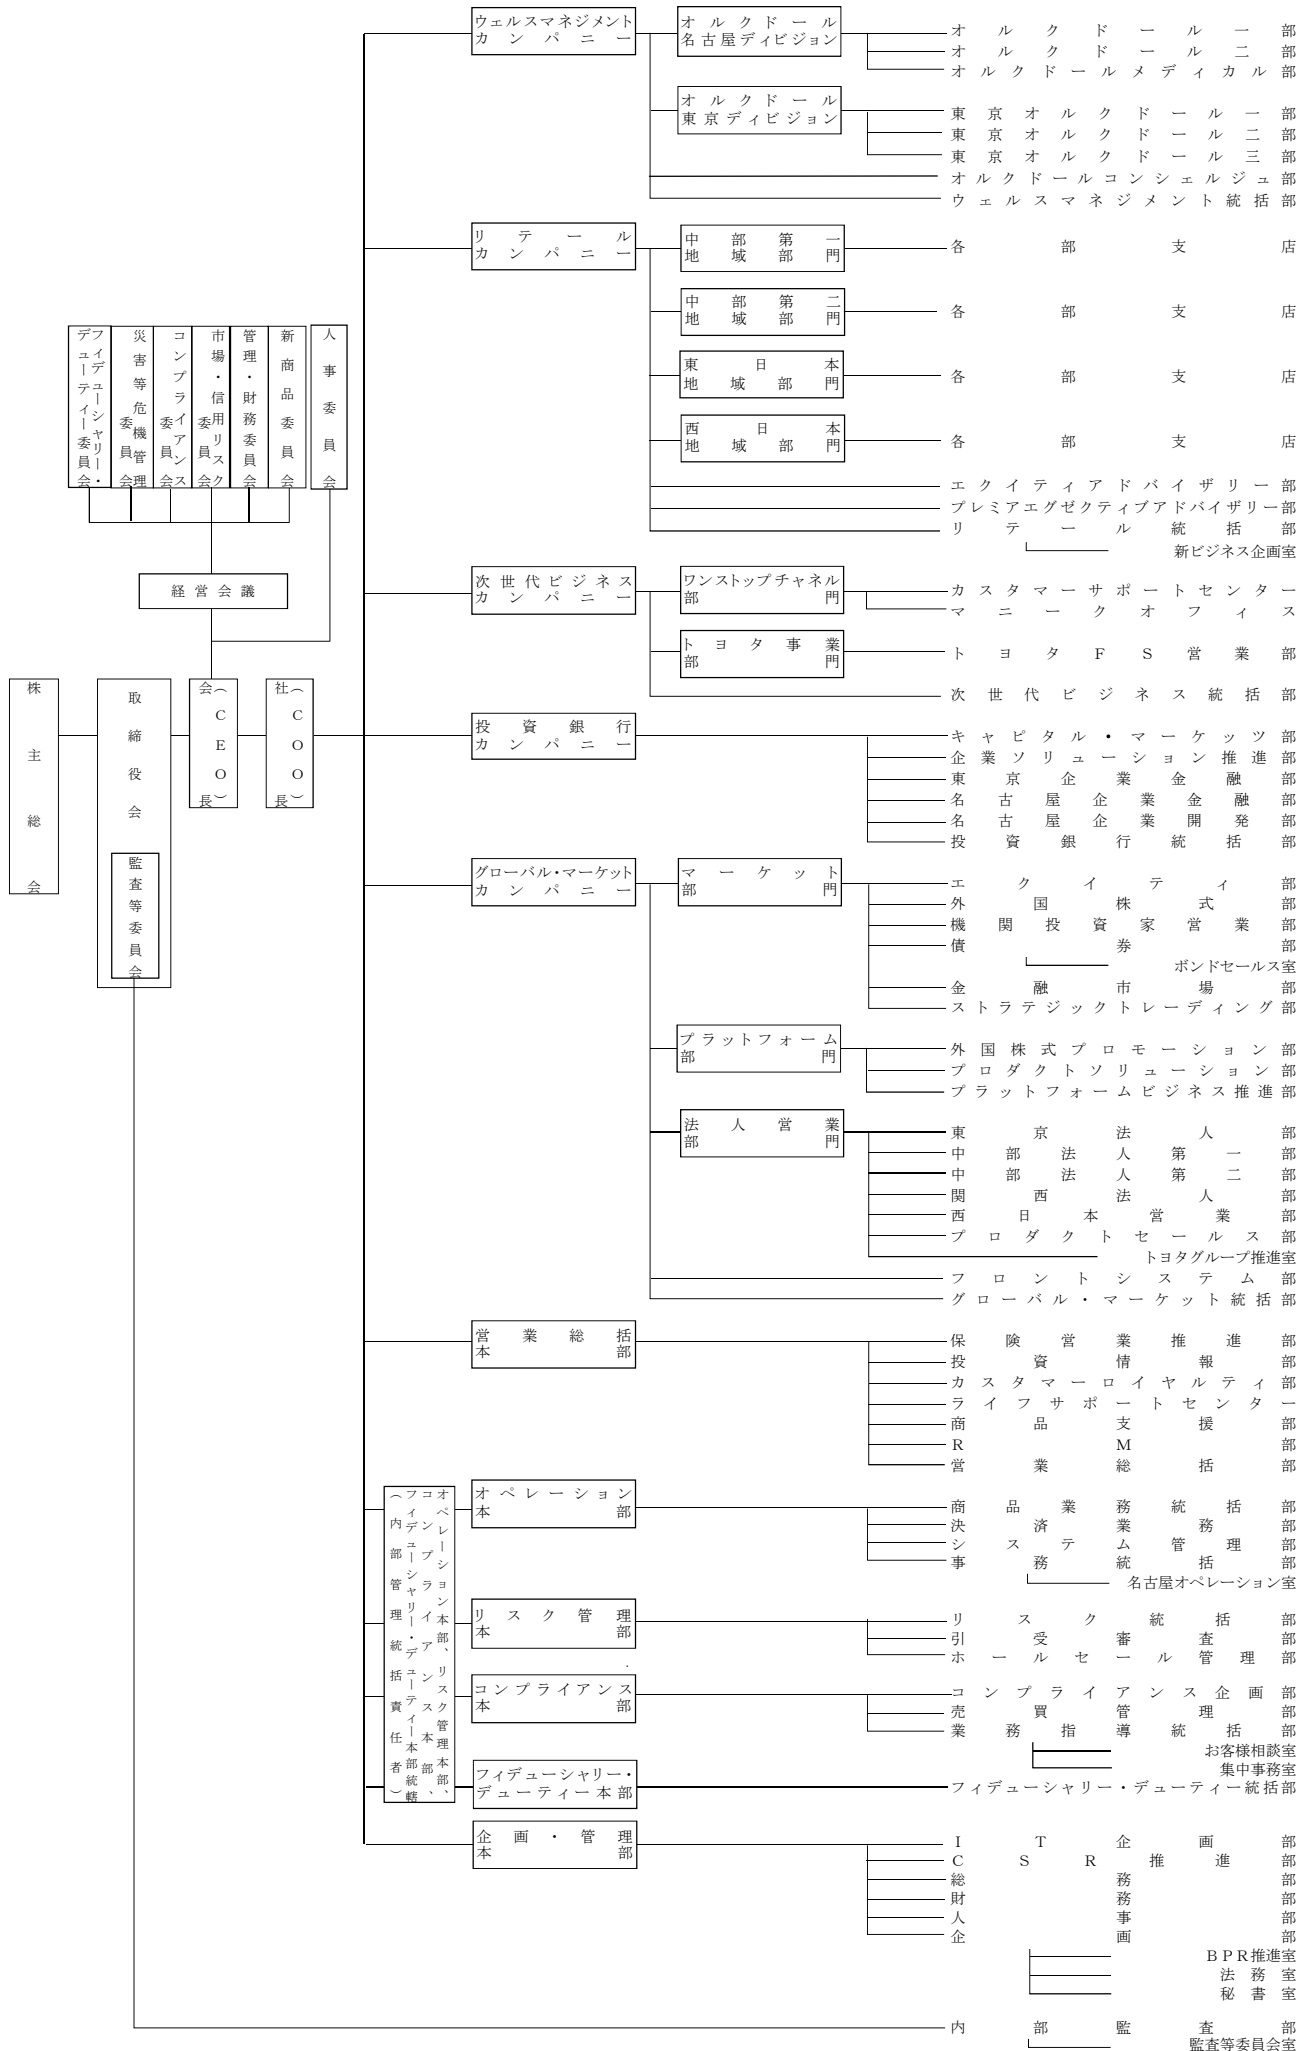 株主総会
取締役会
監査等委員会
会長
（CEO）
社長
（COO）
経営会議
フィデューシャリー・
デューティー委員会
災害等危機管理
委員会
コンプライアンス
委員会
市場・信用リスク
委員会
管理・財務委員会
新商品委員会
人事委員会
ウェルスマネジメント
カンパニー
オルクドール
名古屋ディビジョン
オルクドール一部
オルクドール二部
オルクドールメディカル部
オルクドール
東京ディビジョン
東京オルクドール一部
東京オルクドール二部
東京オルクドール三部
オルクドールコンシェルジュ部
ウェルスマネジメント統括部
リテール
カンパニー
中部第一
地域部門
各部支店
中部第二
地域部門
各部支店
東日本
地域部門
各部支店
西日本
地域部門
各部支店
エクイティアドバイザリー部
プレミアエグゼクティブアドバイザリー部
リテール統括部
新ビジネス企画室
次世代ビジネス
カンパニー
ワンストップチャネル
部門
カスタマーサポートセンター
マニークオフィス
トヨタ事業
部門
トヨタFS営業部
次世代ビジネス統括部
投資銀行
カンパニー
キャピタル・マーケッツ部
企業ソリューション推進部
東京企業金融部
名古屋企業金融部
名古屋企業開発部
投資銀行統括部
グローバル・マーケット
カンパニー
マーケット
部門
エクイティ部
外国株式部
機関投資家営業部
債券部
ボンドセールス室
金融市場部
ストラテジックトレーディング部
プラットフォーム
部門
外国株式プロモーション部
プロダクトソリューション部
プラットフォームビジネス推進部
法人営業
部門
東京法人部
中部法人第一部
中部法人第二部
関西法人部
西日本営業部
プロダクトセールス部
トヨタグループ推進室
フロントシステム部
グローバル・マーケット統括部
営業総括
本部
保険営業推進部
投資情報部
カスタマーロイヤルティ部
ライフサポートセンター
商品支援部
RM部
営業総括部
オペレーション本部、リスク管理本部、
コンプライアンス本部、
フィデューシャリー・デューティー本部統轄
（内部管理統括責任者）
オペレーション
本部
商品業務統括部
決済業務部
システム管理部
事務統括部
名古屋オペレーション室
リスク管理
本部
リスク統括部
引受審査部
ホールセール管理部
コンプライアンス
本部
コンプライアンス企画部
売買管理部
業務指導統括部
お客様相談室
集中事務室
フィデューシャリー・
デューティー本部
フィデューシャリー・デューティー統括部
企画・管理
本部
IT企画部
CSR推進部
総務部
財務部
人事部
企画部
BPR推進室
法務室
秘書室
内部監査部
監査等委員会室